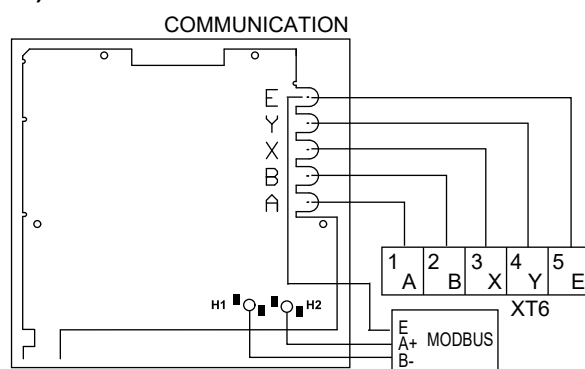 COMMUNICATION
E
Y
X
B
A
1 2 3 4 5
A B X Y E
XT6
H1 H2
E
A+ MODBUS
B-